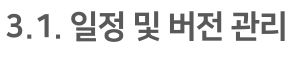 3.1. 일정 및 버전 관리